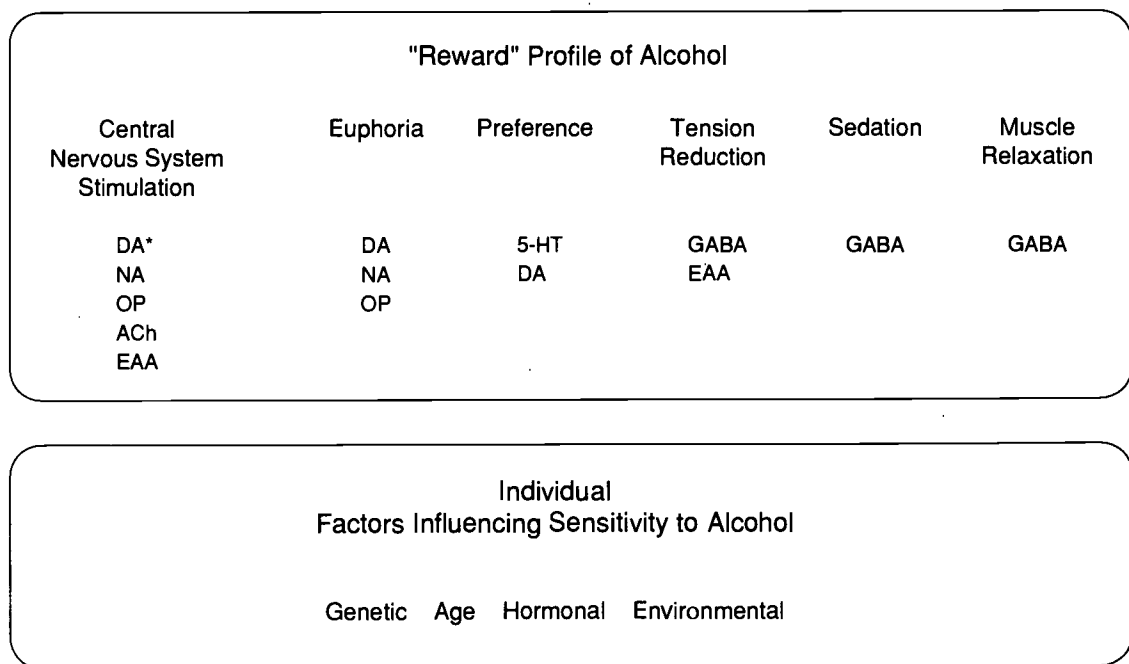 "Reward" Profile of Alcohol
Central Nervous System Stimulation
Euphoria
Preference
Tension Reduction
Sedation
Muscle Relaxation
DA* DA 5-HT GABA GABA GABA
NA NA DA EAA
OP OP
ACh
EAA
Individual
Factors Influencing Sensitivity to Alcohol
Genetic Age Hormonal Environmental